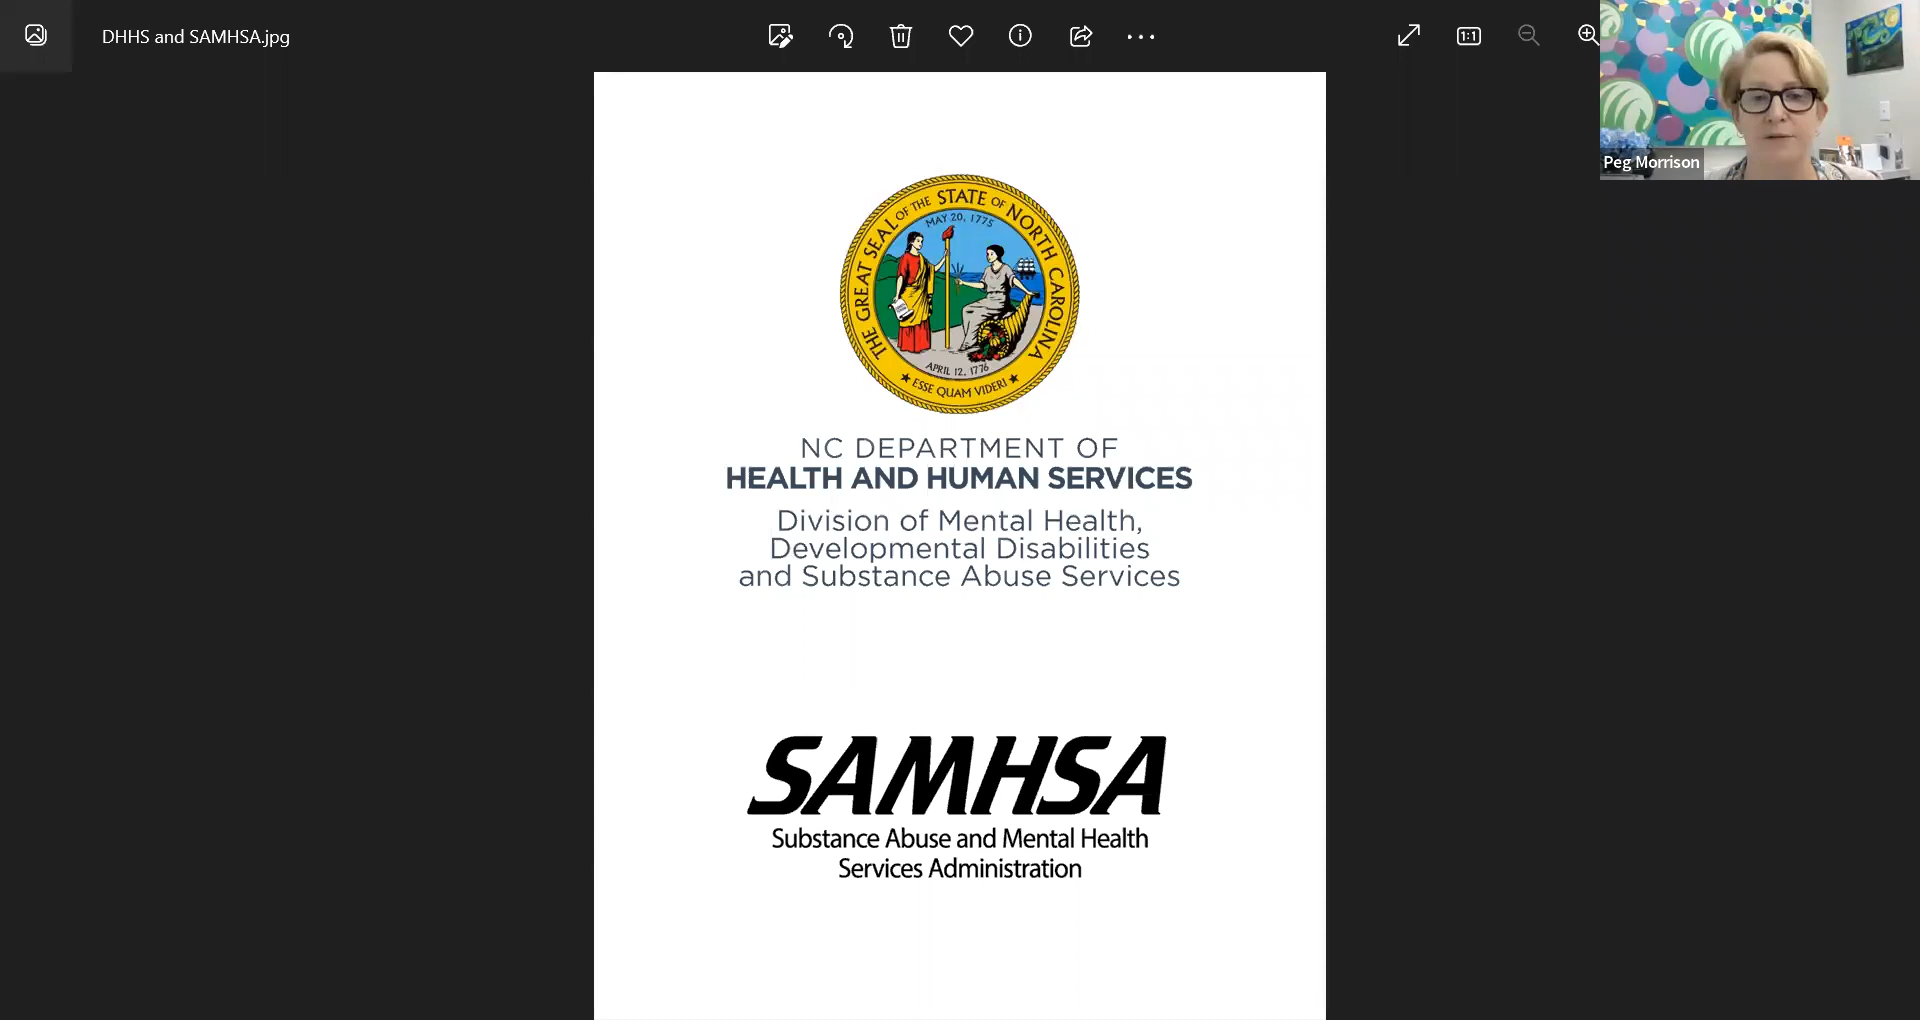 DHHS and SAMHSA.jpg
1:1
Peg Morrison
THE GREAT SEAL OF THE STATE OF NORTH CAROLINA
MAY 20, 1775
APRIL 12, 1776
★ ESSE QUAM VIDERI ★
NC DEPARTMENT OF
HEALTH AND HUMAN SERVICES
Division of Mental Health,
Developmental Disabilities
and Substance Abuse Services
SAMHSA
Substance Abuse and Mental Health
Services Administration